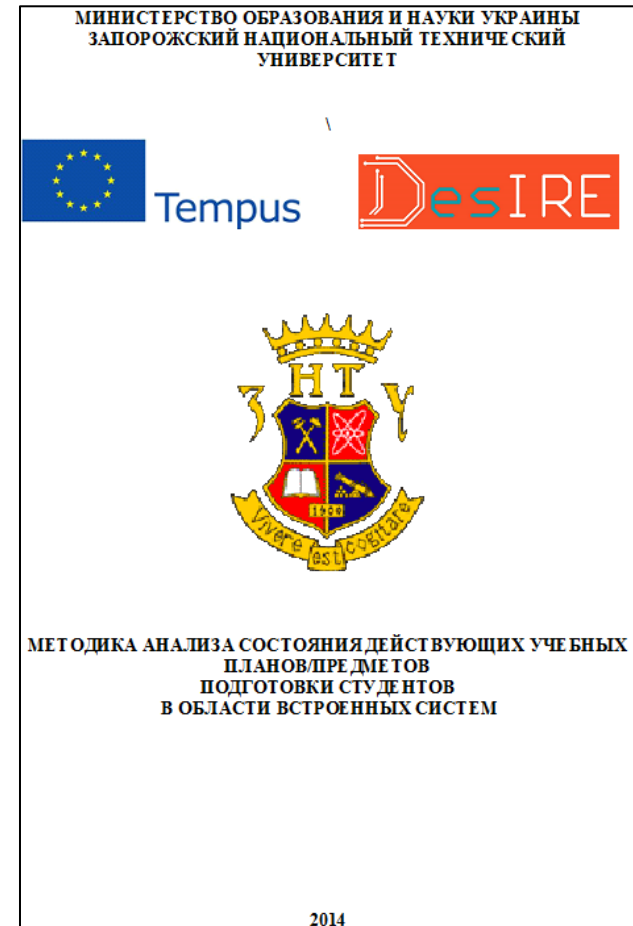 МИНИСТЕРСТВО ОБРАЗОВАНИЯ И НАУКИ УКРАИНЫ
ЗАПОРОЖСКИЙ НАЦИОНАЛЬНЫЙ ТЕХНИЧЕСКИЙ
УНИВЕРСИТЕТ
\
Tempus
DesIRE
З Н Т У
1900
Vivere est cogitare
МЕТОДИКА АНАЛИЗА СОСТОЯНИЯ ДЕЙСТВУЮЩИХ УЧЕБНЫХ
ПЛАНОВ/ПРЕДМЕТОВ
ПОДГОТОВКИ СТУДЕНТОВ
В ОБЛАСТИ ВСТРОЕННЫХ СИСТЕМ
2014